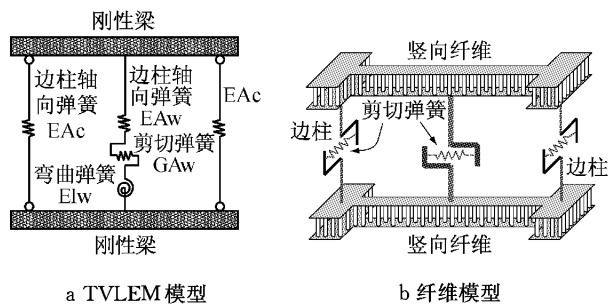 刚性梁
边柱轴
向弹簧
EAc
边柱轴
向弹簧
EAw
EAc
剪切弹簧
GAw
弯曲弹簧
EIw
刚性梁
a TVLEM 模型
竖向纤维
剪切弹簧
边柱
边柱
竖向纤维
b 纤维模型